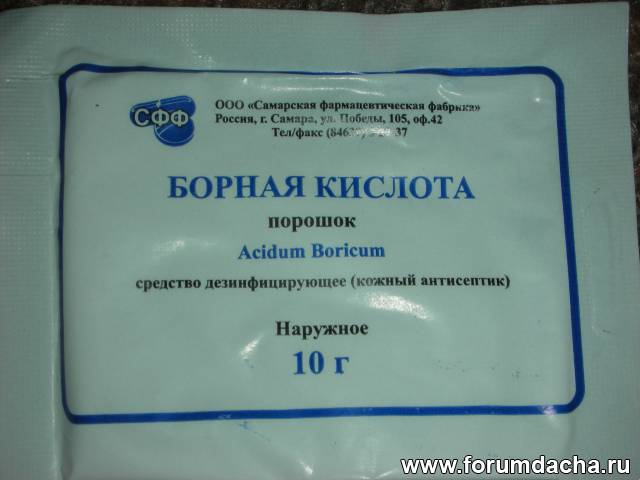 СФФ
ООО «Самарская фармацевтическая фабрика»
Россия, г. Самара, ул. Победы, 105, оф.42
Тел/факс 37
БОРНАЯ КИСЛОТА
порошок
Acidum Boricum
средство дезинфицирующее (кожный антисептик)
Наружное
10 г
www.forumdacha.ru